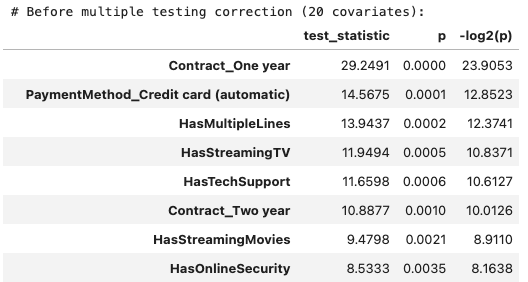 # Before multiple testing correction (20 covariates):
test_statistic p -log2(p)
Contract_One year 29.2491 0.0000 23.9053
PaymentMethod_Credit card (automatic) 14.5675 0.0001 12.8523
HasMultipleLines 13.9437 0.0002 12.3741
HasStreamingTV 11.9494 0.0005 10.8371
HasTechSupport 11.6598 0.0006 10.6127
Contract_Two year 10.8877 0.0010 10.0126
HasStreamingMovies 9.4798 0.0021 8.9110
HasOnlineSecurity 8.5333 0.0035 8.1638